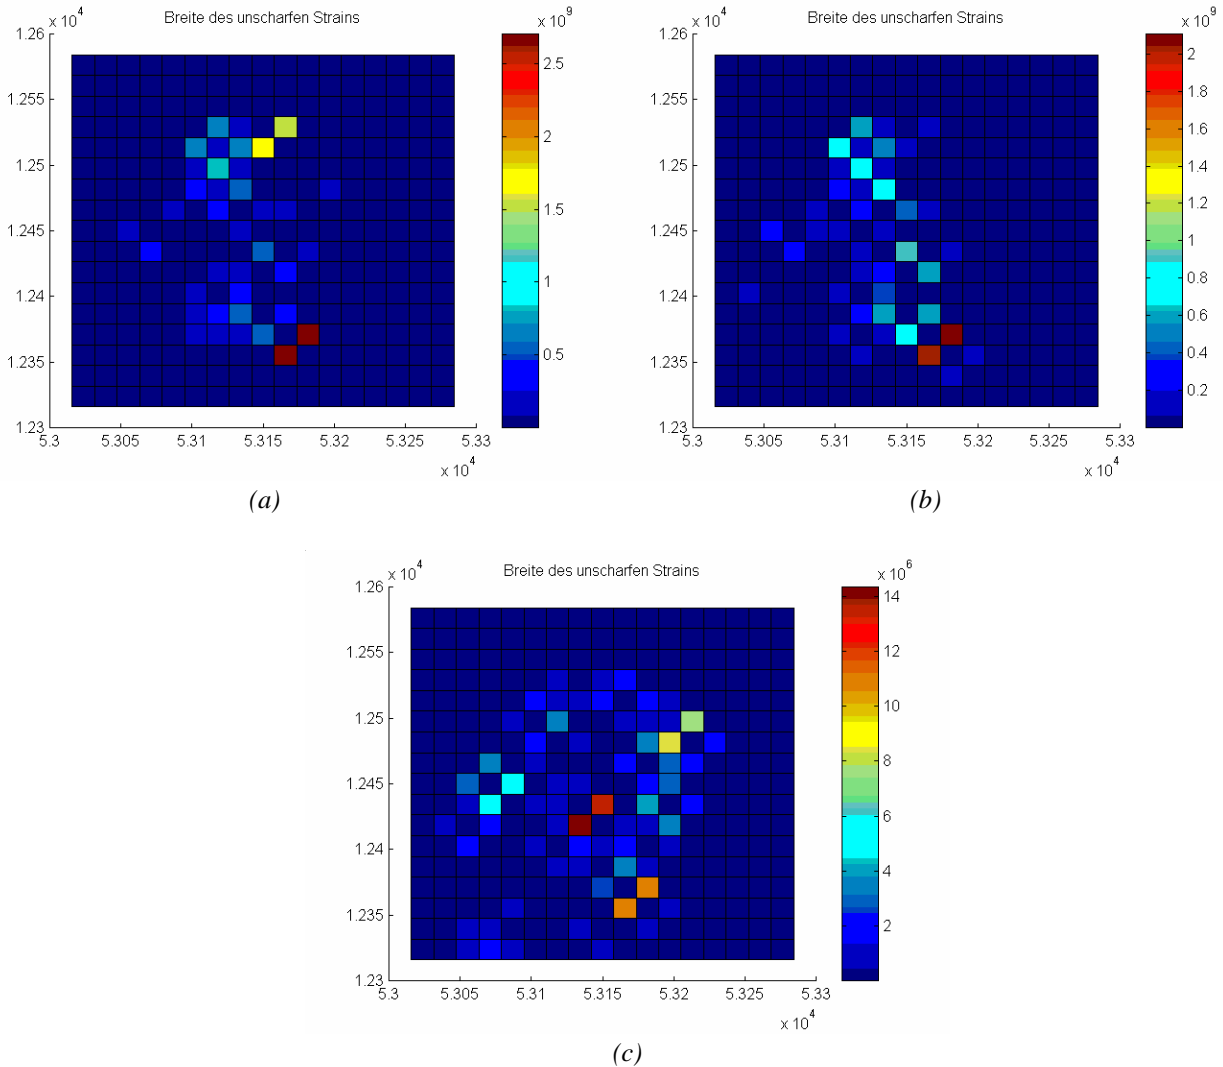 x 10^4
Breite des unscharfen Strains
x 10^9
1.26
1.255
1.25
1.245
1.24
1.235
1.23
5.3 5.305 5.31 5.315 5.32 5.325 5.33
x 10^4
2.5
2
1.5
1
0.5
(a)
x 10^4
Breite des unscharfen Strains
x 10^9
1.26
1.255
1.25
1.245
1.24
1.235
1.23
5.3 5.305 5.31 5.315 5.32 5.325 5.33
x 10^4
2
1.8
1.6
1.4
1.2
1
0.8
0.6
0.4
0.2
(b)
x 10^4
Breite des unscharfen Strains
x 10^6
1.26
1.255
1.25
1.245
1.24
1.235
1.23
5.3 5.305 5.31 5.315 5.32 5.325 5.33
x 10^4
14
12
10
8
6
4
2
(c)